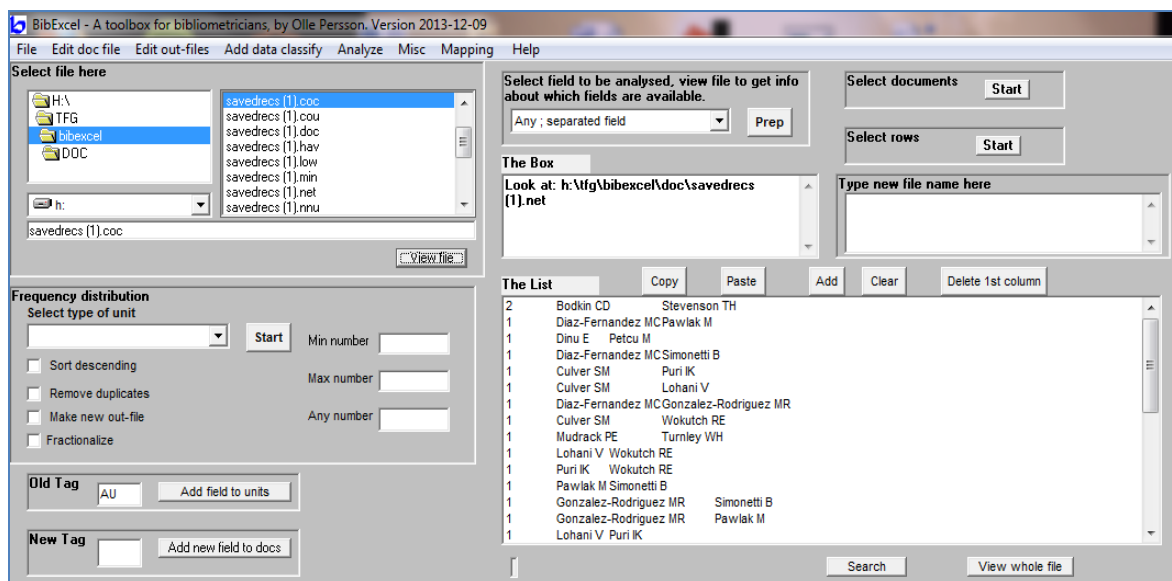 BibExcel - A toolbox for bibliometricians, by Olle Persson. Version 2013-12-09
File Edit doc file Edit out-files Add data classify Analyze Misc Mapping Help
Select file here
H:\
TFG
bibexcel
DOC
savedrecs (1).coc
savedrecs (1).cou
savedrecs (1).doc
savedrecs (1).hav
savedrecs (1).low
savedrecs (1).min
savedrecs (1).net
savedrecs (1).nnu
h:
savedrecs (1).coc
View file
Frequency distribution
Select type of unit
Start
Sort descending
Remove duplicates
Make new out-file
Fractionalize
Min number
Max number
Any number
Old Tag
AU
Add field to units
New Tag
Add new field to docs
Select field to be analysed, view file to get info
about which fields are available.
Any ; separated field
Prep
Select documents
Start
Select rows
Start
The Box
Look at: h:\tfg\bibexcel\doc\savedrecs
(1).net
Type new file name here
The List
Copy
Paste
Add
Clear
Delete 1st column
2 Bodkin CD Stevenson TH
1 Diaz-Fernandez MC Pawlak M
1 Dinu E Petcu M
1 Diaz-Fernandez MC Simonetti B
1 Culver SM Puri IK
1 Culver SM Lohani V
1 Diaz-Fernandez MC Gonzalez-Rodriguez MR
1 Culver SM Wokutch RE
1 Mudrack PE Turnley WH
1 Lohani V Wokutch RE
1 Puri IK Wokutch RE
1 Pawlak M Simonetti B
1 Gonzalez-Rodriguez MR Simonetti B
1 Gonzalez-Rodriguez MR Pawlak M
1 Lohani V Puri IK
Search
View whole file